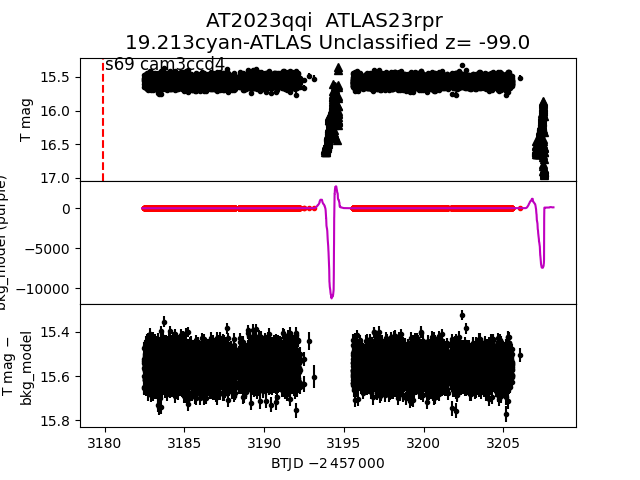 AT2023qqi  ATLAS23rpr
19.213cyan-ATLAS Unclassified z= -99.0
s69 cam3ccd4
15.5
16.0
16.5
17.0
T mag
0
−5000
−10000
bkg_model (purple)
15.4
15.6
15.8
T mag −
bkg_model
3180 3185 3190 3195 3200 3205
BTJD −2 457 000